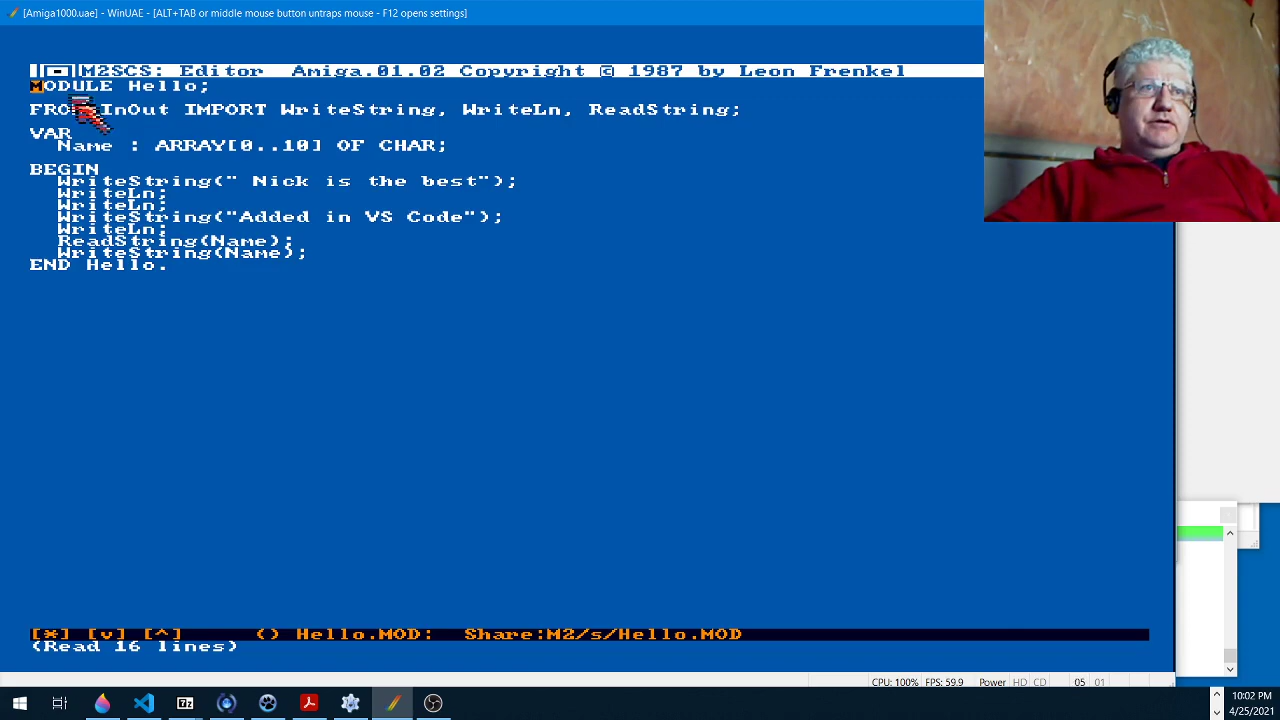 [Amiga1000.uae] - WinUAE - [ALT+TAB or middle mouse button untraps mouse - F12 opens settings]
M2SCS: Editor Amiga.01.02 Copyright © 1987 by Leon Frenkel
MODULE Hello;
InOut IMPORT WriteString, WriteLn, ReadString;
VAR
Name : ARRAY[0..10] OF CHAR;
BEGIN
WriteString(" Nick is the best");
WriteLn;
WriteLn;
WriteString("Added in VS Code");
WriteLn;
ReadString(Name);
WriteString(Name);
END Hello.
[*] [v] [^] () Hello.MOD: Share:M2/s/Hello.MOD
(Read 16 lines)
CPU: 100% FPS: 59.9 Power HD CD 05 01
7z
10:02 PM
4/25/2021